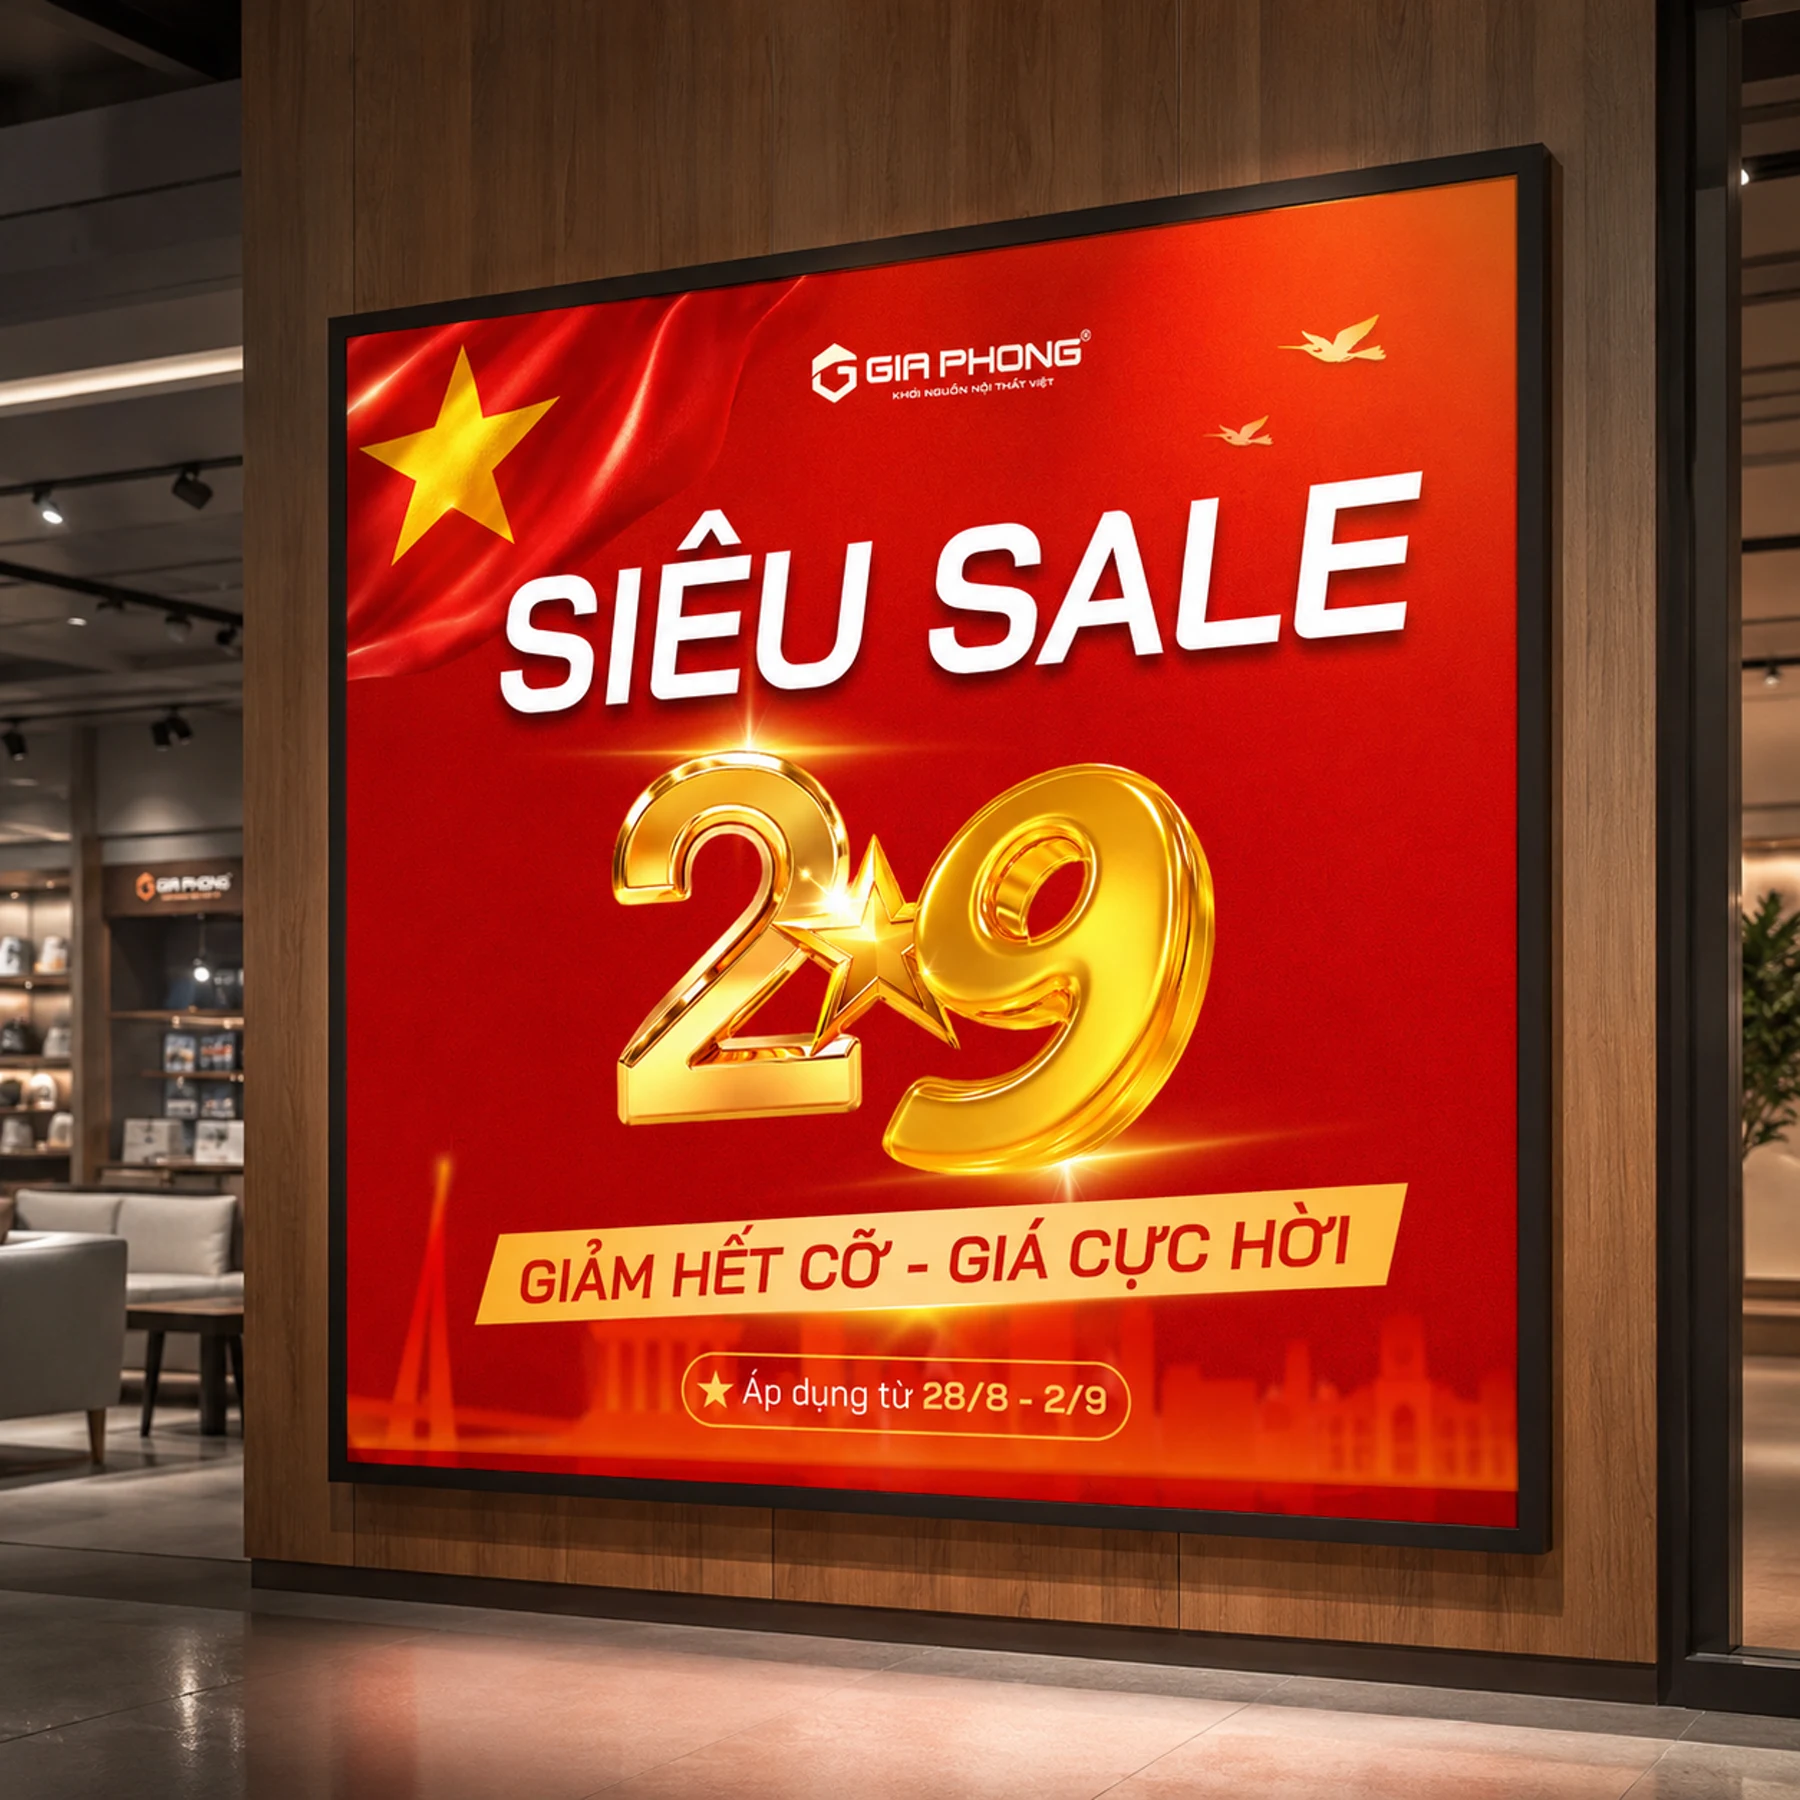 GIA PHONG®
KHỞI NGUỒN NỘI THẤT VIỆT
SIÊU SALE
2 9
GIẢM HẾT CỠ - GIÁ CỰC HỜI
Áp dụng từ 28/8 - 2/9
GIA PHONG